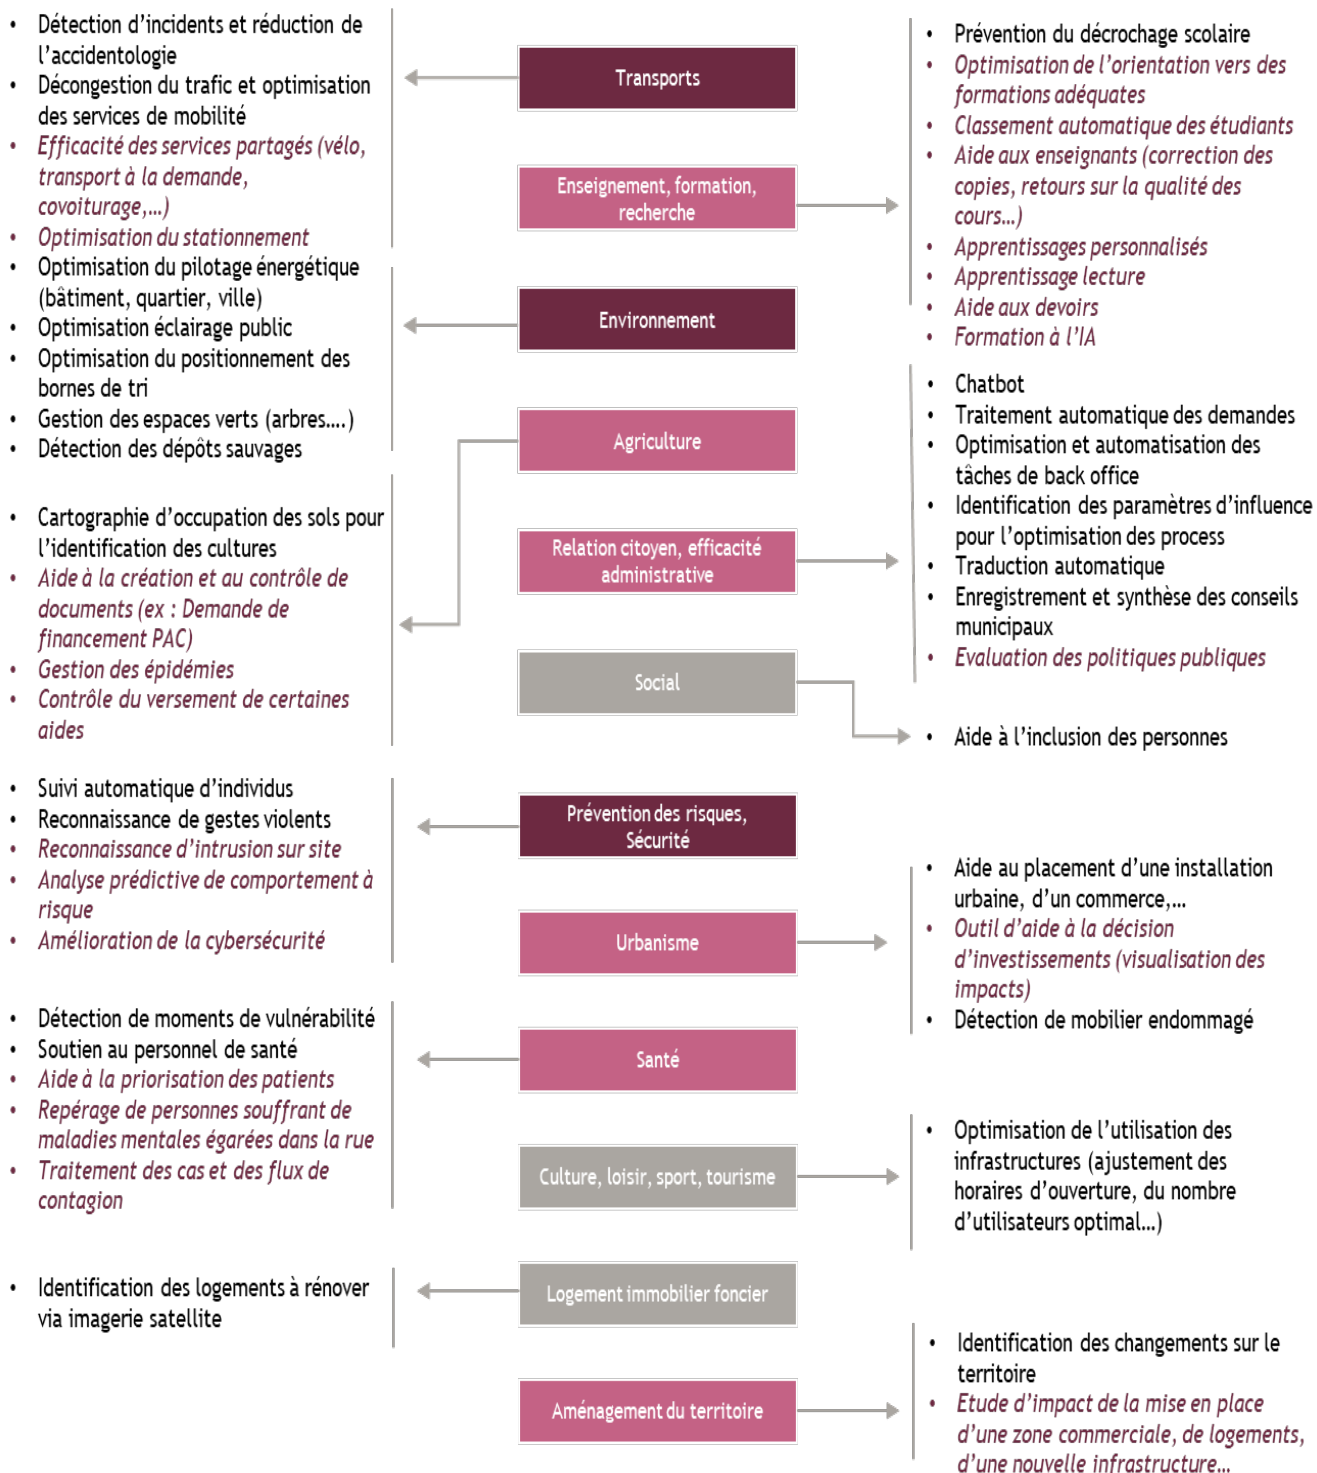 • Détection d’incidents et réduction de
l’accidentologie
• Décongestion du trafic et optimisation
des services de mobilité
• Efficacité des services partagés (vélo,
transport à la demande,
covoiturage,…)
• Optimisation du stationnement
Transports
Enseignement, formation,
recherche
• Prévention du décrochage scolaire
• Optimisation de l’orientation vers des
formations adéquates
• Classement automatique des étudiants
• Aide aux enseignants (correction des
copies, retours sur la qualité des
cours…)
• Apprentissages personnalisés
• Apprentissage lecture
• Aide aux devoirs
• Formation à l’IA
• Optimisation du pilotage énergétique
(bâtiment, quartier, ville)
• Optimisation éclairage public
• Optimisation du positionnement des
bornes de tri
• Gestion des espaces verts (arbres….)
• Détection des dépôts sauvages
Environnement
Agriculture
• Cartographie d’occupation des sols pour
l’identification des cultures
• Aide à la création et au contrôle de
documents (ex : Demande de
financement PAC)
• Gestion des épidémies
• Contrôle du versement de certaines
aides
Relation citoyen, efficacité
administrative
• Chatbot
• Traitement automatique des demandes
• Optimisation et automatisation des
tâches de back office
• Identification des paramètres d’influence
pour l’optimisation des process
• Traduction automatique
• Enregistrement et synthèse des conseils
municipaux
• Evaluation des politiques publiques
Social
• Aide à l’inclusion des personnes
• Suivi automatique d’individus
• Reconnaissance de gestes violents
• Reconnaissance d’intrusion sur site
• Analyse prédictive de comportement à
risque
• Amélioration de la cybersécurité
Prévention des risques,
Sécurité
Urbanisme
• Aide au placement d’une installation
urbaine, d’un commerce,…
• Outil d’aide à la décision
d’investissements (visualisation des
impacts)
• Détection de mobilier endommagé
• Détection de moments de vulnérabilité
• Soutien au personnel de santé
• Aide à la priorisation des patients
• Repérage de personnes souffrant de
maladies mentales égarées dans la rue
• Traitement des cas et des flux de
contagion
Santé
Culture, loisir, sport, tourisme
• Optimisation de l’utilisation des
infrastructures (ajustement des
horaires d’ouverture, du nombre
d’utilisateurs optimal…)
• Identification des logements à rénover
via imagerie satellite
Logement immobilier foncier
Aménagement du territoire
• Identification des changements sur le
territoire
• Etude d’impact de la mise en place
d’une zone commerciale, de logements,
d’une nouvelle infrastructure…